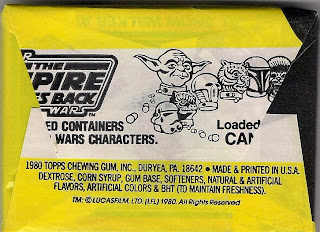 R
THE
PIRE
S BACK
WARS™
ED CONTAINERS
WARS CHARACTERS.
Loaded
CAN
1980 TOPPS CHEWING GUM, INC., DURYEA, PA. 18642 • MADE & PRINTED IN U.S.A.
DEXTROSE, CORN SYRUP, GUM BASE, SOFTENERS, NATURAL & ARTIFICIAL
FLAVORS, ARTIFICIAL COLORS & BHT (TO MAINTAIN FRESHNESS).
TM: © LUCASFILM, LTD. (LFL) 1980. All Rights Reserved